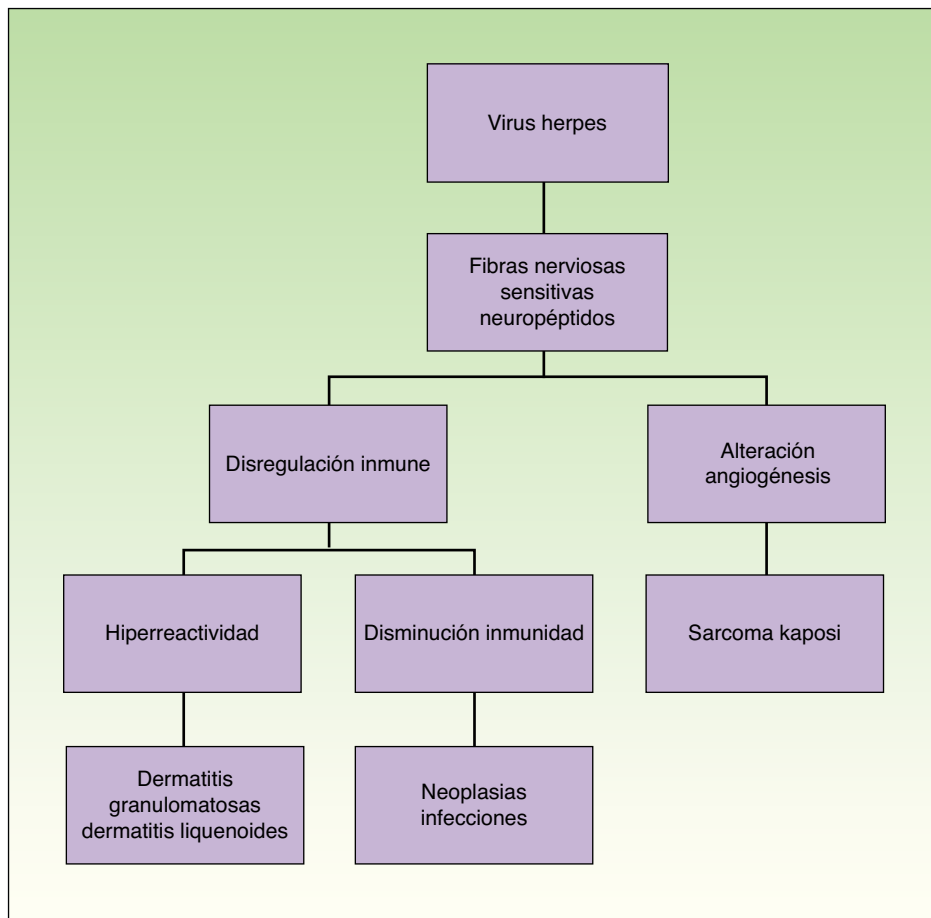 Virus herpes
Fibras nerviosas
sensitivas
neuropéptidos
Disregulación inmune
Alteración
angiogénesis
Hiperreactividad
Disminución inmunidad
Sarcoma kaposi
Dermatitis
granulomatosas
dermatitis liquenoides
Neoplasias
infecciones